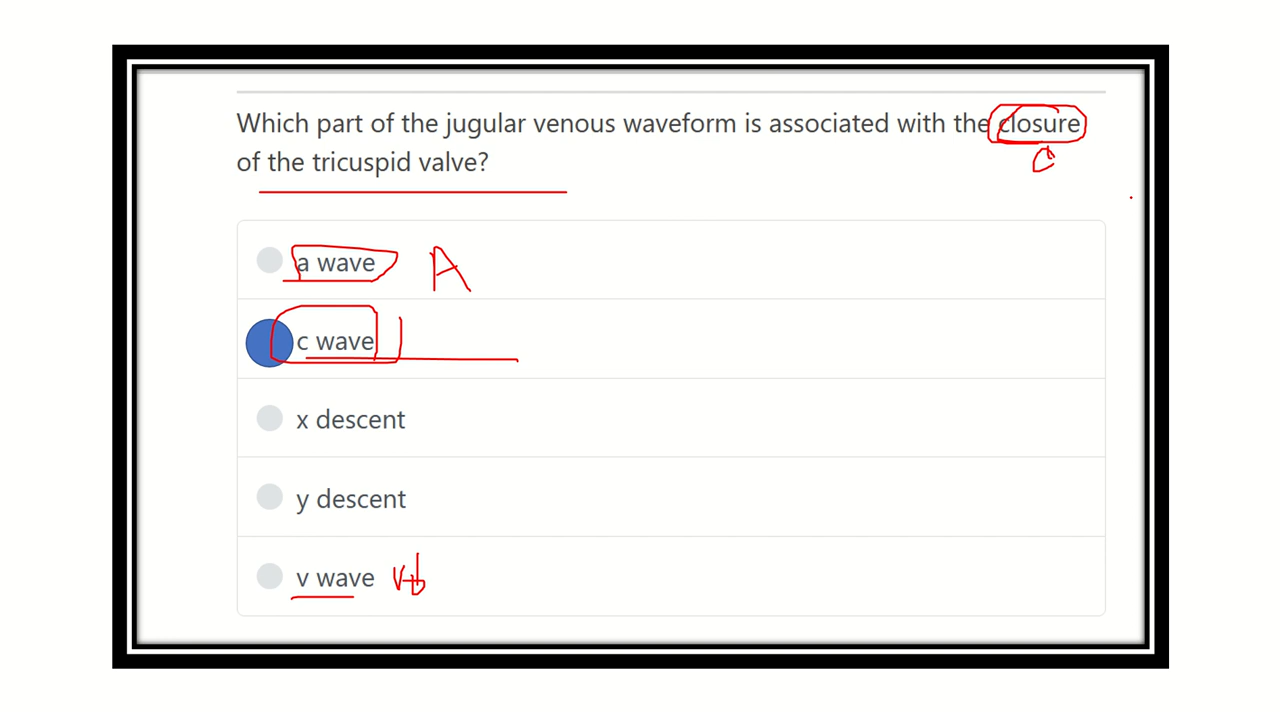 Which part of the jugular venous waveform is associated with the closure
of the tricuspid valve?
C
a wave A
c wave
x descent
y descent
v wave